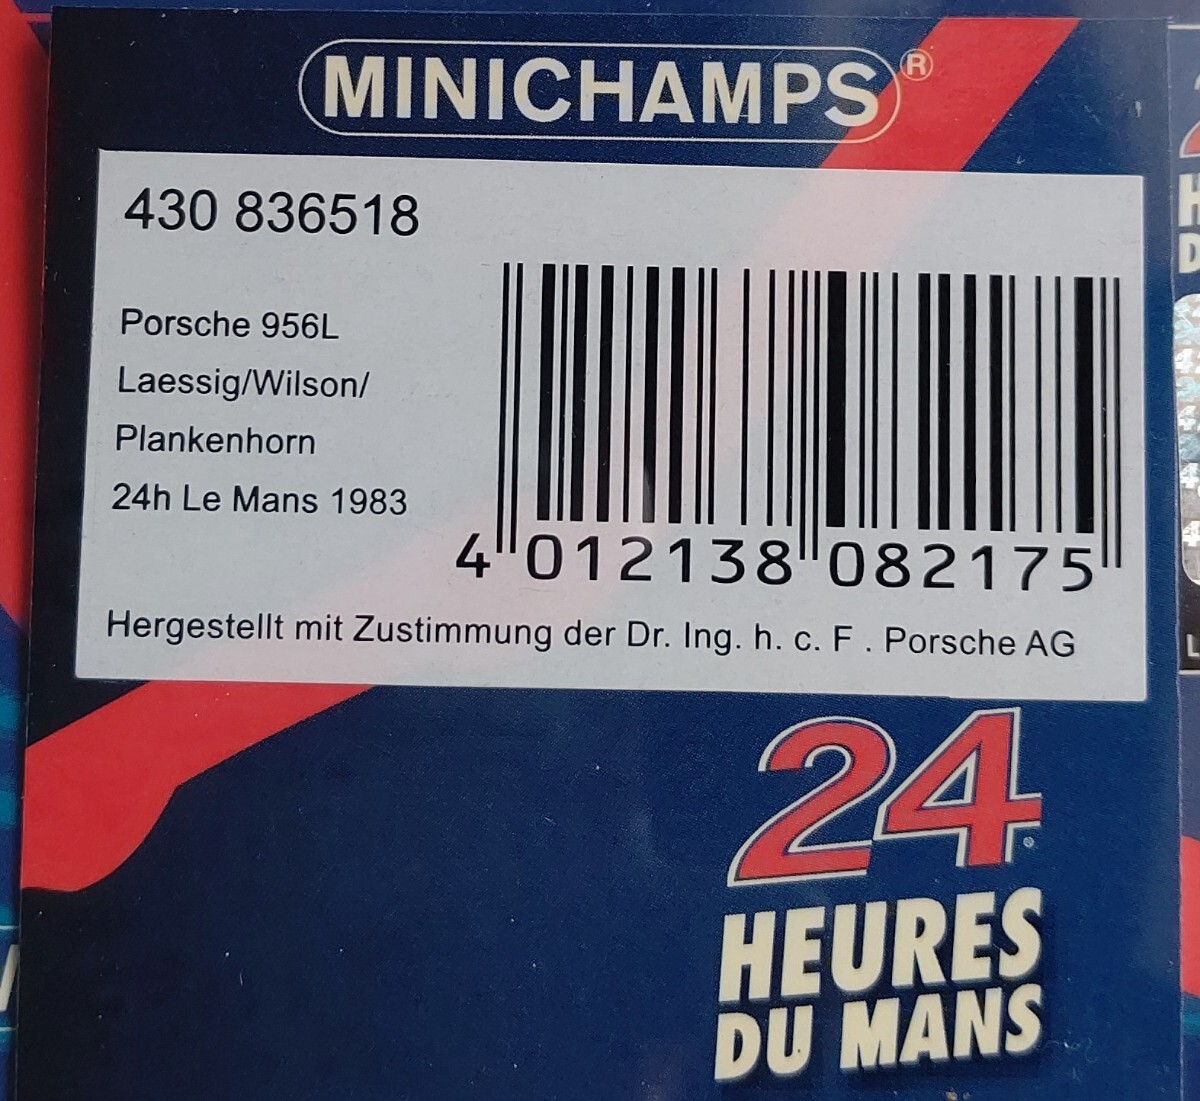 MINICHAMPS®
430 836518
Porsche 956L
Laessig/Wilson/
Plankenhorn
24h Le Mans 1983
4 012138 082175
Hergestellt mit Zustimmung der Dr. Ing. h. c. F . Porsche AG
24
HEURES
DU MANS